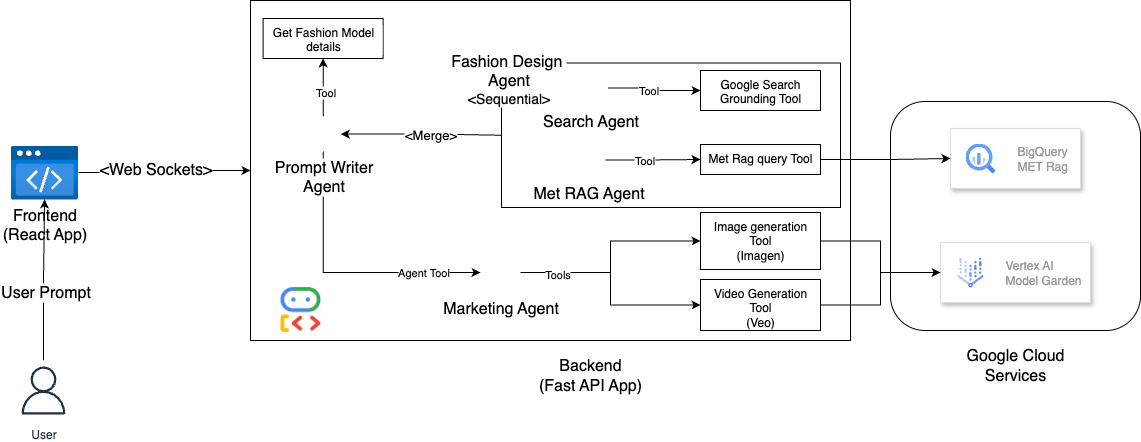 Get Fashion Model
details
Tool
Fashion Design
Agent
<Sequential>
Tool
Google Search
Grounding Tool
Search Agent
<Merge>
Tool
Met Rag query Tool
BigQuery
MET Rag
<Web Sockets>
Prompt Writer
Agent
Met RAG Agent
Frontend
(React App)
Image generation
Tool
(Imagen)
Agent Tool
Tools
Vertex AI
Model Garden
User Prompt
Marketing Agent
Video Generation
Tool
(Veo)
Backend
(Fast API App)
Google Cloud
Services
User